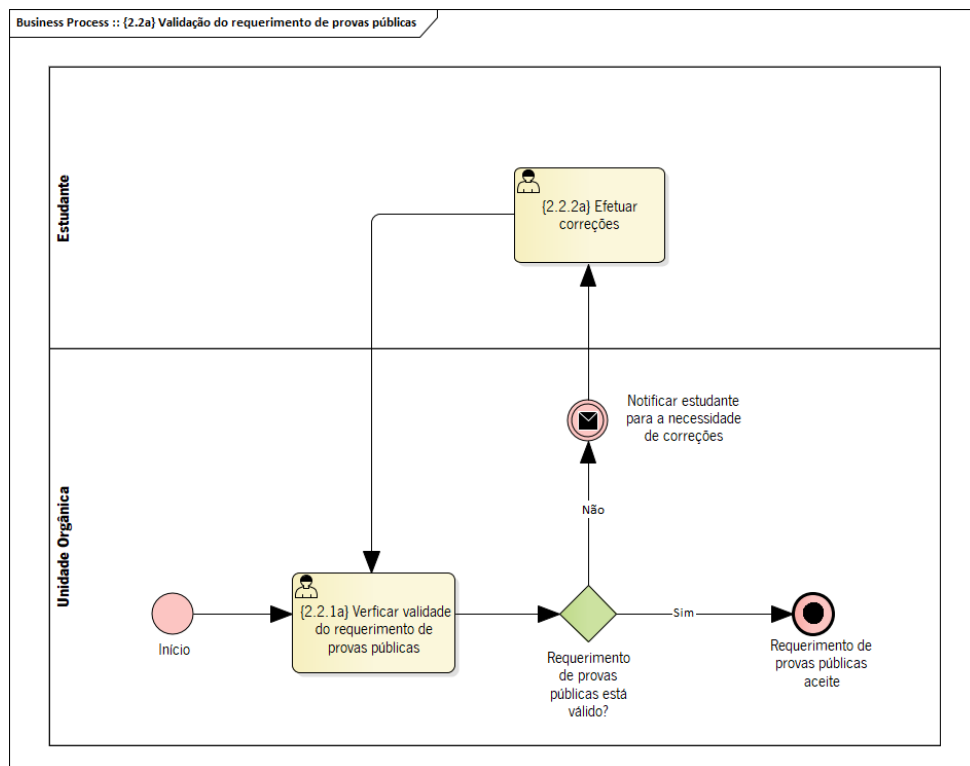 Business Process :: {2.2a} Validação do requerimento de provas públicas
Estudante
{2.2.2a} Efetuar
correções
Notificar estudante
para a necessidade
de correções
Não
Unidade Orgânica
{2.2.1a} Verficar validade
do requerimento de
provas públicas
Início
Sim
Requerimento
de provas
públicas está
válido?
Requerimento de
provas públicas
aceite